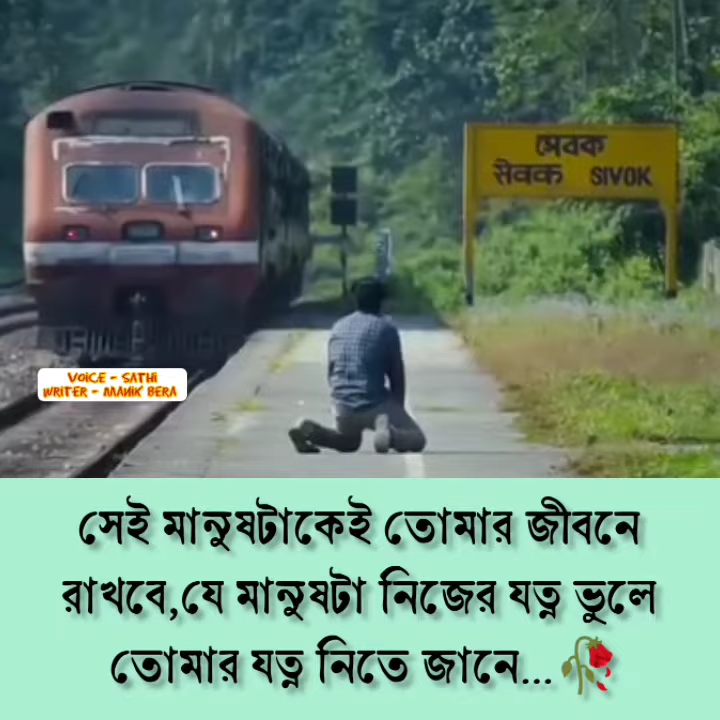 সেবক
सेवक SIVOK
VOICE - SATHI
WRITER - MANIK BERA
সেই মানুষটাকেই তোমার জীবনে
রাখবে,যে মানুষটা নিজের যত্ন ভুলে
তোমার যত্ন নিতে জানে...🥀